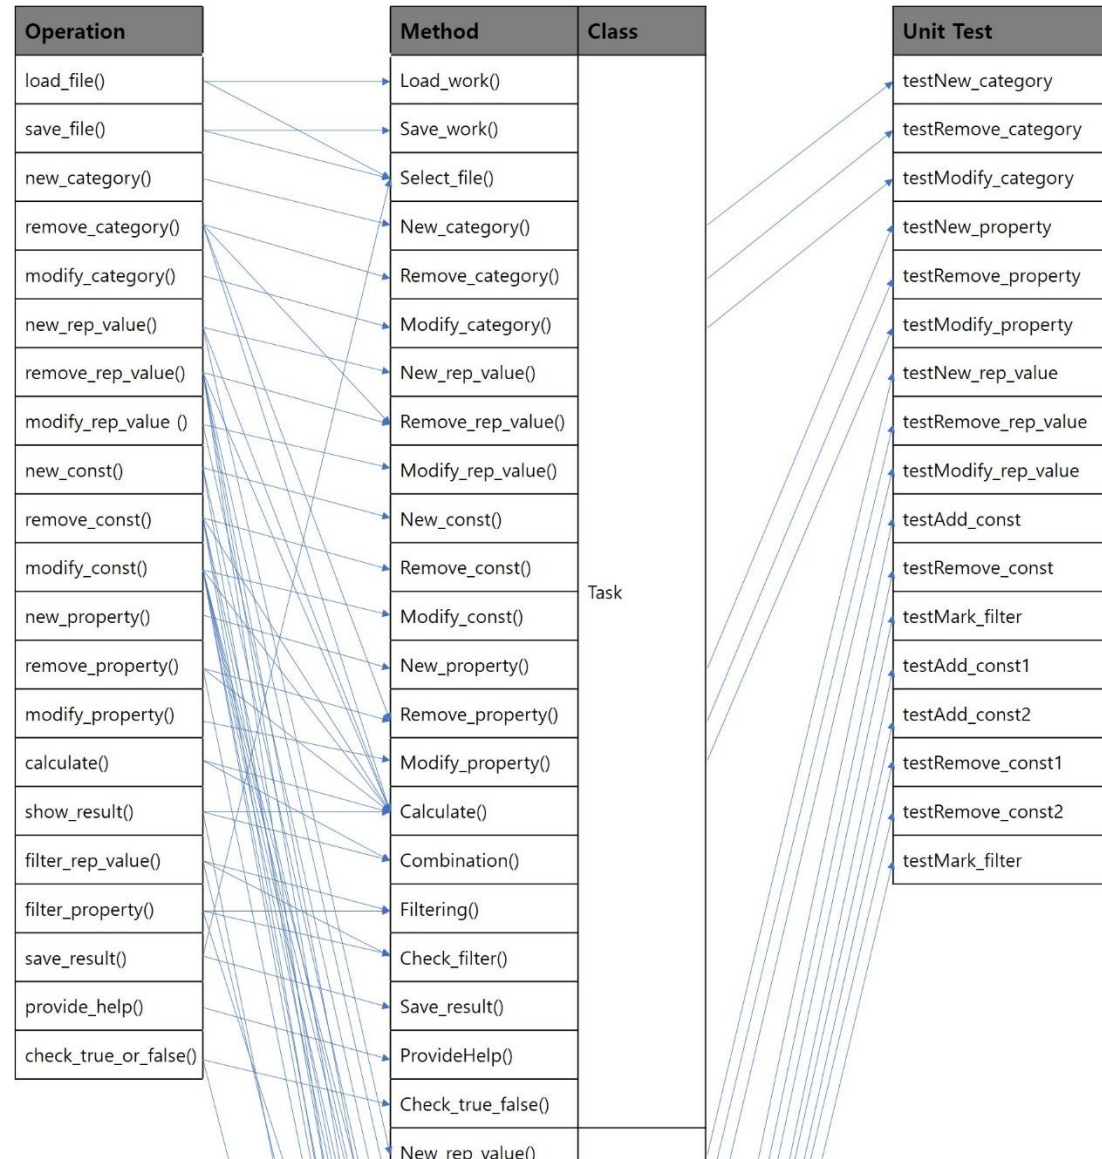 Operation
load_file()
save_file()
new_category()
remove_category()
modify_category()
new_rep_value()
remove_rep_value()
modify_rep_value ()
new_const()
remove_const()
modify_const()
new_property()
remove_property()
modify_property()
calculate()
show_result()
filter_rep_value()
filter_property()
save_result()
provide_help()
check_true_or_false()
Method Class
Load_work()
Save_work()
Select_file()
New_category()
Remove_category()
Modify_category()
New_rep_value()
Remove_rep_value()
Modify_rep_value()
New_const()
Remove_const()
Modify_const()
New_property()
Remove_property()
Modify_property()
Calculate()
Combination()
Filtering()
Check_filter()
Save_result()
ProvideHelp()
Check_true_false()
New_rep_value()
Task
Unit Test
testNew_category
testRemove_category
testModify_category
testNew_property
testRemove_property
testModify_property
testNew_rep_value
testRemove_rep_value
testModify_rep_value
testAdd_const
testRemove_const
testMark_filter
testAdd_const1
testAdd_const2
testRemove_const1
testRemove_const2
testMark_filter